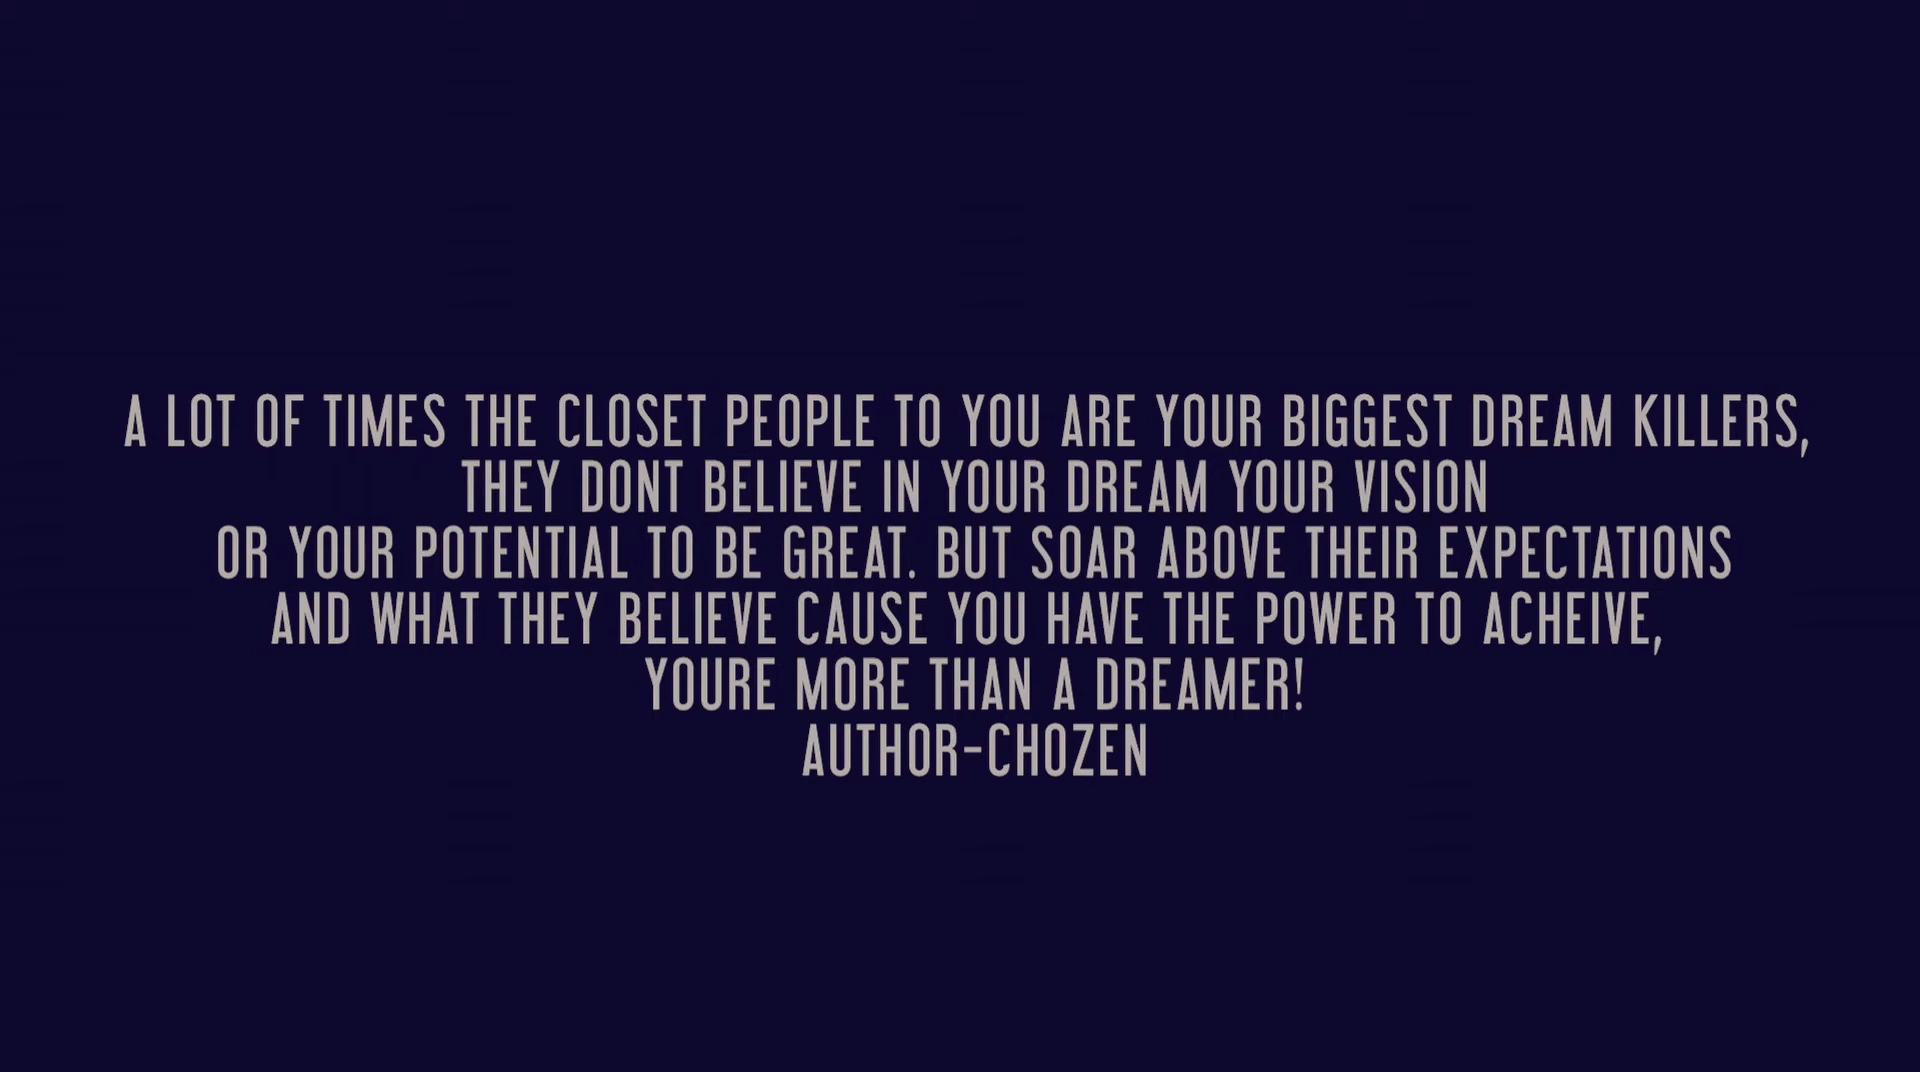 A LOT OF TIMES THE CLOSET PEOPLE TO YOU ARE YOUR BIGGEST DREAM KILLERS,
THEY DONT BELIEVE IN YOUR DREAM YOUR VISION
OR YOUR POTENTIAL TO BE GREAT. BUT SOAR ABOVE THEIR EXPECTATIONS
AND WHAT THEY BELIEVE CAUSE YOU HAVE THE POWER TO ACHEIVE,
YOURE MORE THAN A DREAMER!
AUTHOR-CHOZEN